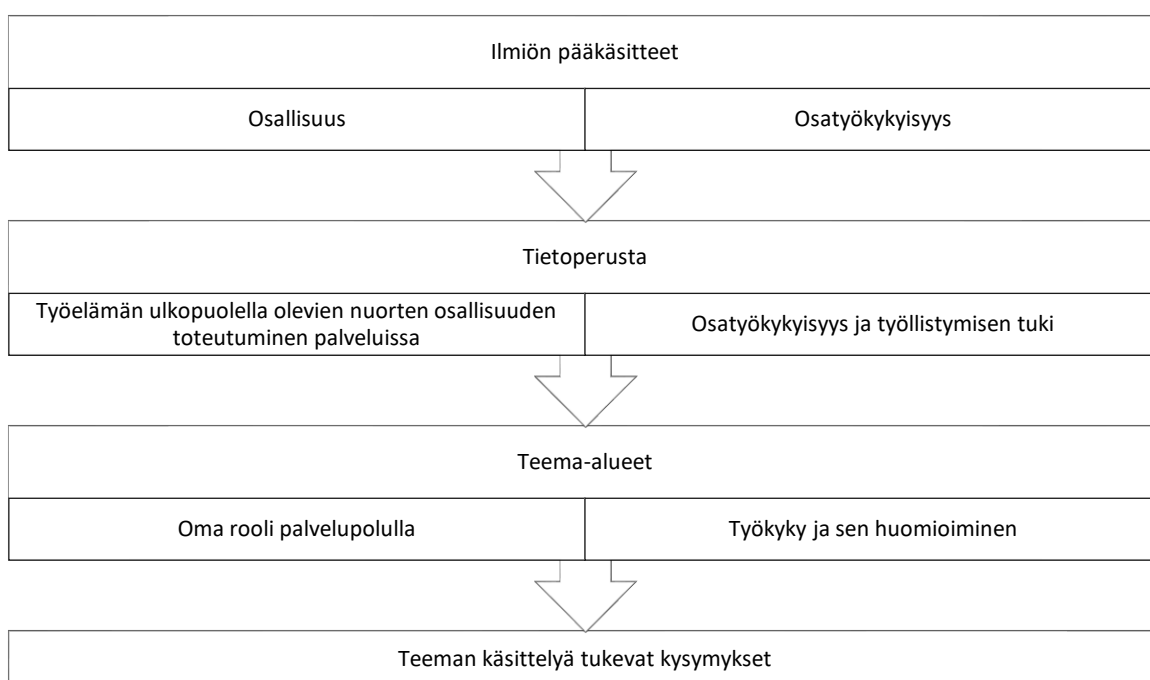 Ilmiön pääkäsitteet
Osallisuus
Osatyökykyisyys
Tietoperusta
Työelämän ulkopuolella olevien nuorten osallisuuden
toteutuminen palveluissa
Osatyökykyisyys ja työllistymisen tuki
Teema-alueet
Oma rooli palvelupolulla
Työkyky ja sen huomioiminen
Teeman käsittelyä tukevat kysymykset